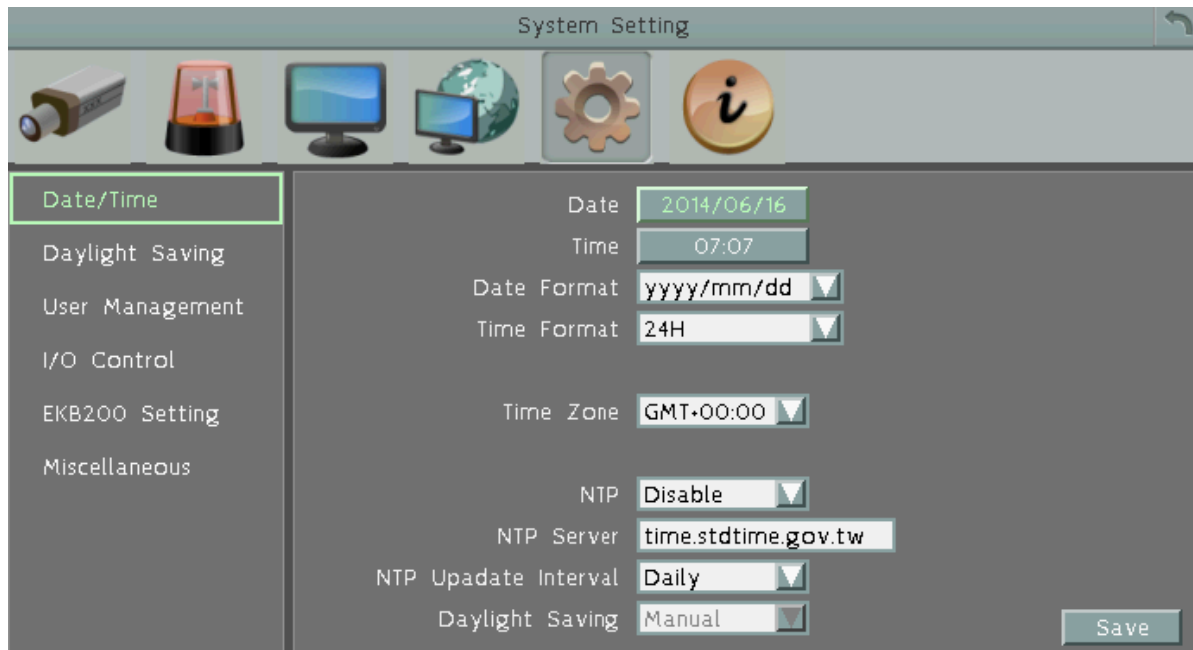 System Setting
Date/Time
Daylight Saving
User Management
I/O Control
EKB200 Setting
Miscellaneous
Date 2014/06/16
Time 07:07
Date Format yyyy/mm/dd
Time Format 24H
Time Zone GMT+00:00
NTP Disable
NTP Server time.stdtime.gov.tw
NTP Upadate Interval Daily
Daylight Saving Manual
Save